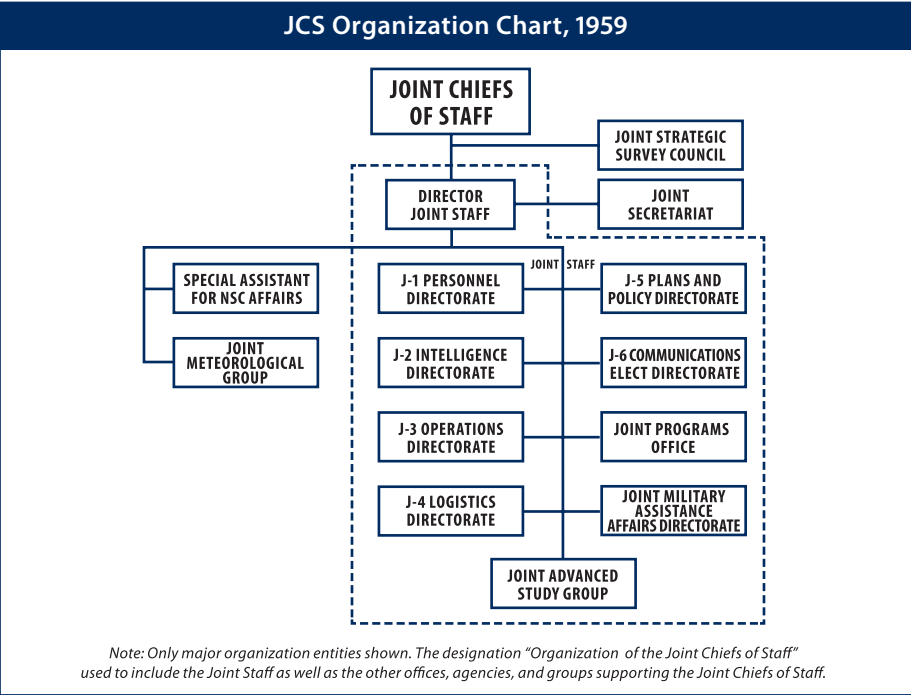 JCS Organization Chart, 1959
JOINT CHIEFS
OF STAFF
JOINT STRATEGIC
SURVEY COUNCIL
DIRECTOR
JOINT STAFF
JOINT
SECRETARIAT
JOINT STAFF
SPECIAL ASSISTANT
FOR NSC AFFAIRS
J-1 PERSONNEL
DIRECTORATE
J-5 PLANS AND
POLICY DIRECTORATE
JOINT
METEOROLOGICAL
GROUP
J-2 INTELLIGENCE
DIRECTORATE
J-6 COMMUNICATIONS
ELECT DIRECTORATE
J-3 OPERATIONS
DIRECTORATE
JOINT PROGRAMS
OFFICE
J-4 LOGISTICS
DIRECTORATE
JOINT MILITARY
ASSISTANCE
AFFAIRS DIRECTORATE
JOINT ADVANCED
STUDY GROUP
Note: Only major organization entities shown. The designation “Organization of the Joint Chiefs of Staff”
used to include the Joint Staff as well as the other offices, agencies, and groups supporting the Joint Chiefs of Staff.